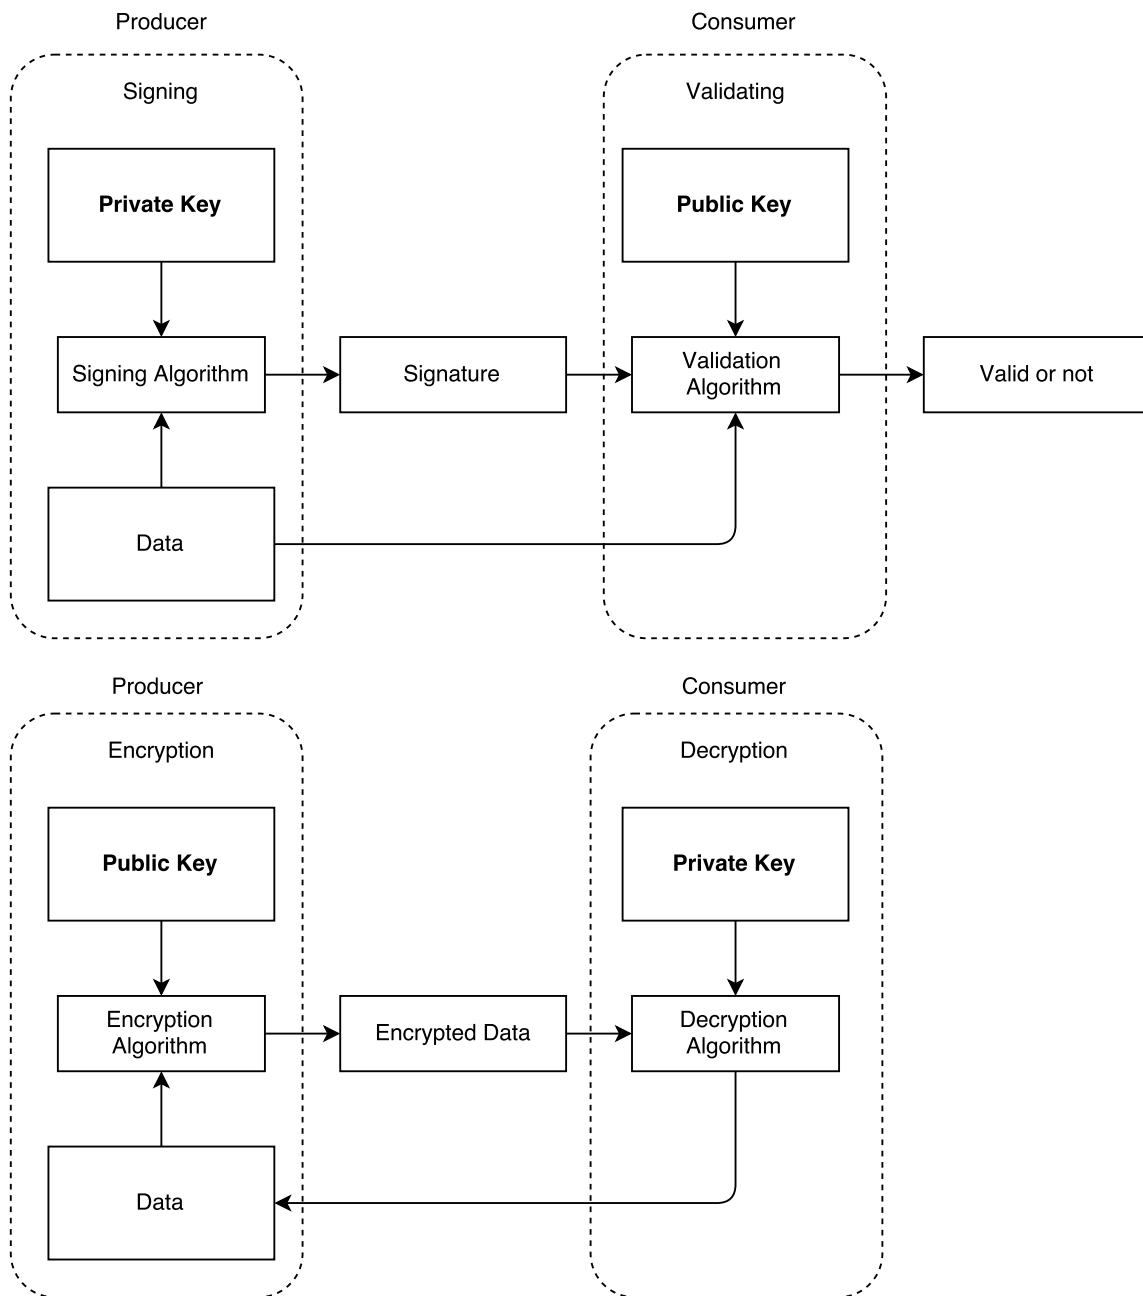 Producer
Consumer
Signing
Validating
Private Key
Public Key
Signing Algorithm
Signature
Validation
Algorithm
Valid or not
Data
Producer
Consumer
Encryption
Decryption
Public Key
Private Key
Encryption
Algorithm
Encrypted Data
Decryption
Algorithm
Data